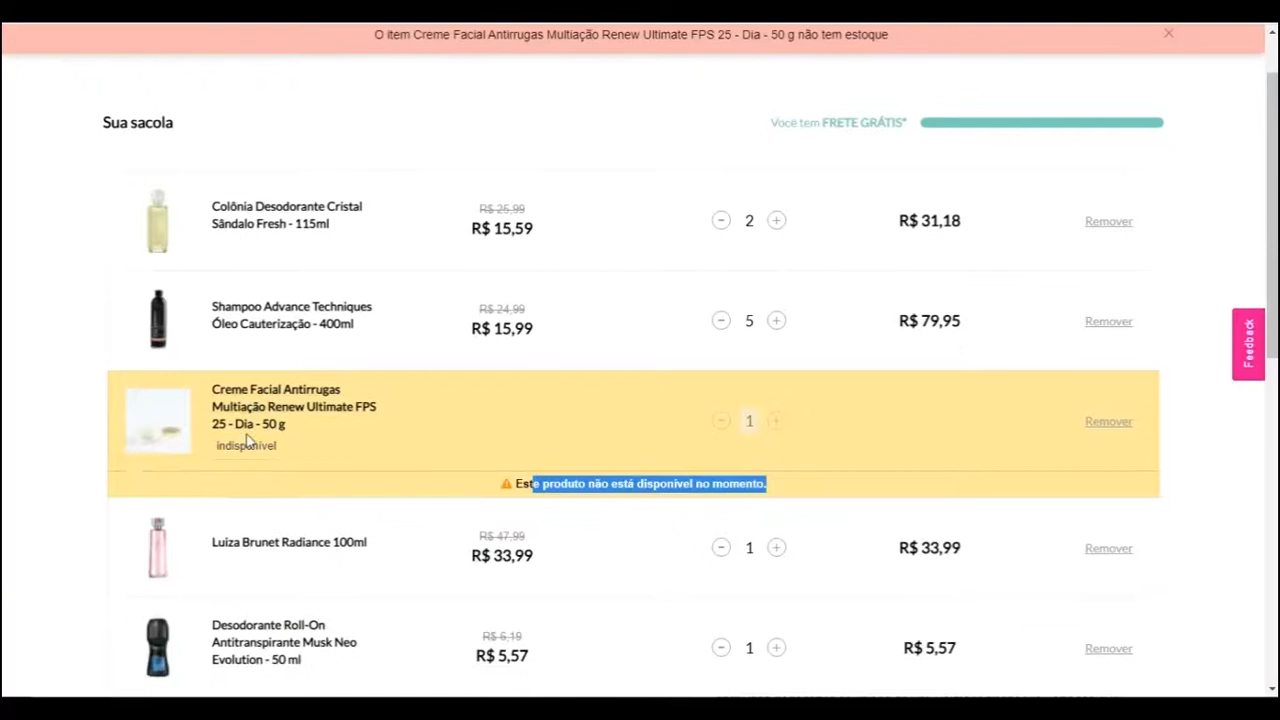 O item Creme Facial Antirrugas Multiação Renew Ultimate FPS 25 - Dia - 50 g não tem estoque
Sua sacola
Você tem FRETE GRÁTIS*
Colônia Desodorante Cristal
Sândalo Fresh - 115ml
R$ 25,99
R$ 15,59
2
R$ 31,18
Remover
Shampoo Advance Techniques
Óleo Cauterização - 400ml
R$ 24,99
R$ 15,99
5
R$ 79,95
Remover
Creme Facial Antirrugas
Multiação Renew Ultimate FPS
25 - Dia - 50 g
indisponível
1
Remover
Este produto não está disponível no momento.
Luiza Brunet Radiance 100ml
R$ 47,99
R$ 33,99
1
R$ 33,99
Remover
Desodorante Roll-On
Antitranspirante Musk Neo
Evolution - 50 ml
R$ 6,19
R$ 5,57
1
R$ 5,57
Remover
Feedback